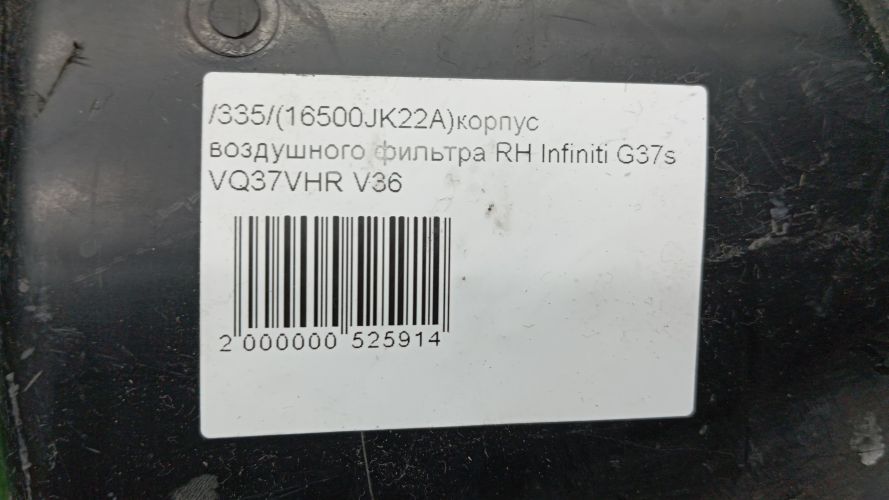 /335/(16500JK22A)корпус
воздушного фильтра RH Infiniti G37s
VQ37VHR V36
2 000000 525914